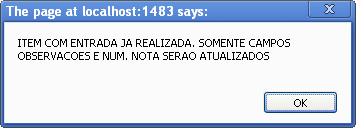 The page at localhost:1483 says:
ITEM COM ENTRADA JA REALIZADA. SOMENTE CAMPOS
OBSERVACOES E NUM. NOTA SERAO ATUALIZADOS
OK